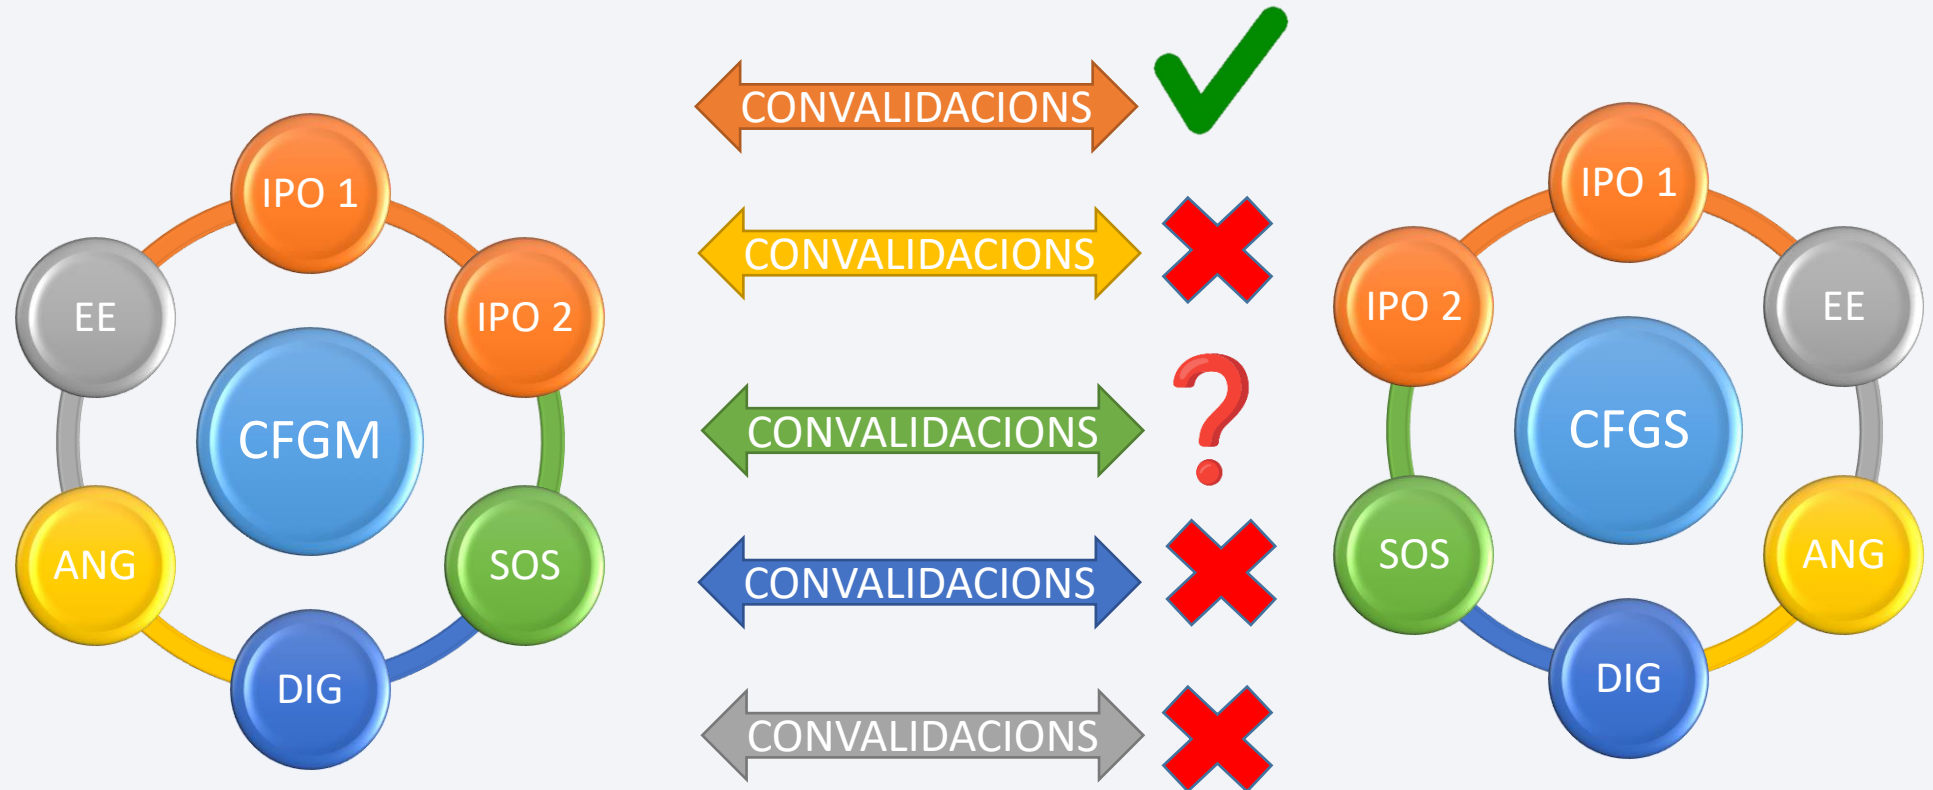 IPO 1
IPO 2
SOS
DIG
ANG
EE
CFGM
CONVALIDACIONS
CONVALIDACIONS
CONVALIDACIONS
CONVALIDACIONS
CONVALIDACIONS
IPO 1
EE
ANG
DIG
SOS
IPO 2
CFGS